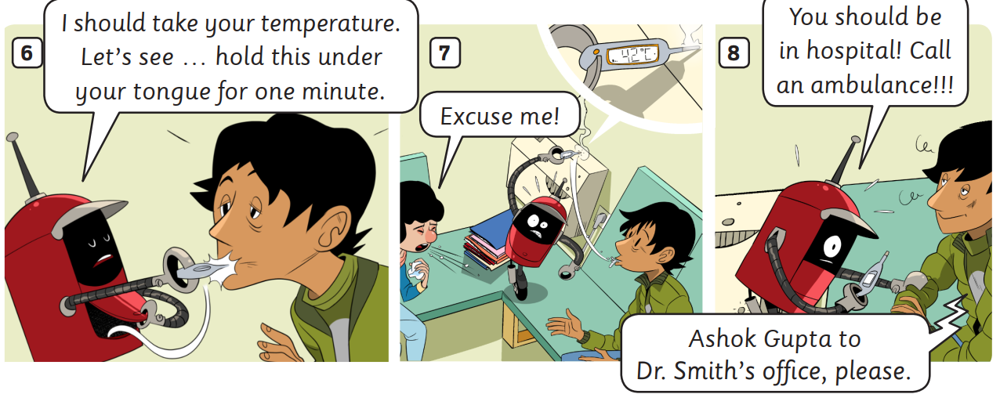 6
I should take your temperature.
Let's see … hold this under
your tongue for one minute.
7
Excuse me!
42°C
8
You should be
in hospital! Call
an ambulance!!!
Ashok Gupta to
Dr. Smith's office, please.